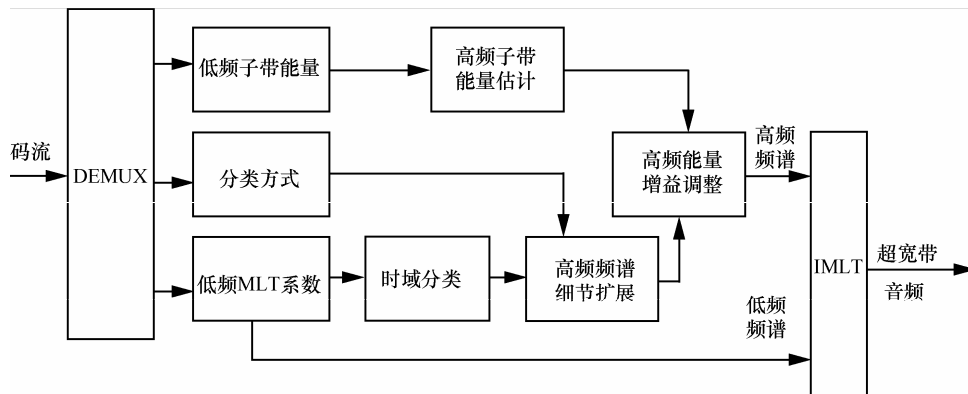 码流
DEMUX
低频子带能量
高频子带
能量估计
分类方式
低频MLT系数
时域分类
高频频谱
细节扩展
高频能量
增益调整
高频
频谱
低频
频谱
IMLT
超宽带
音频